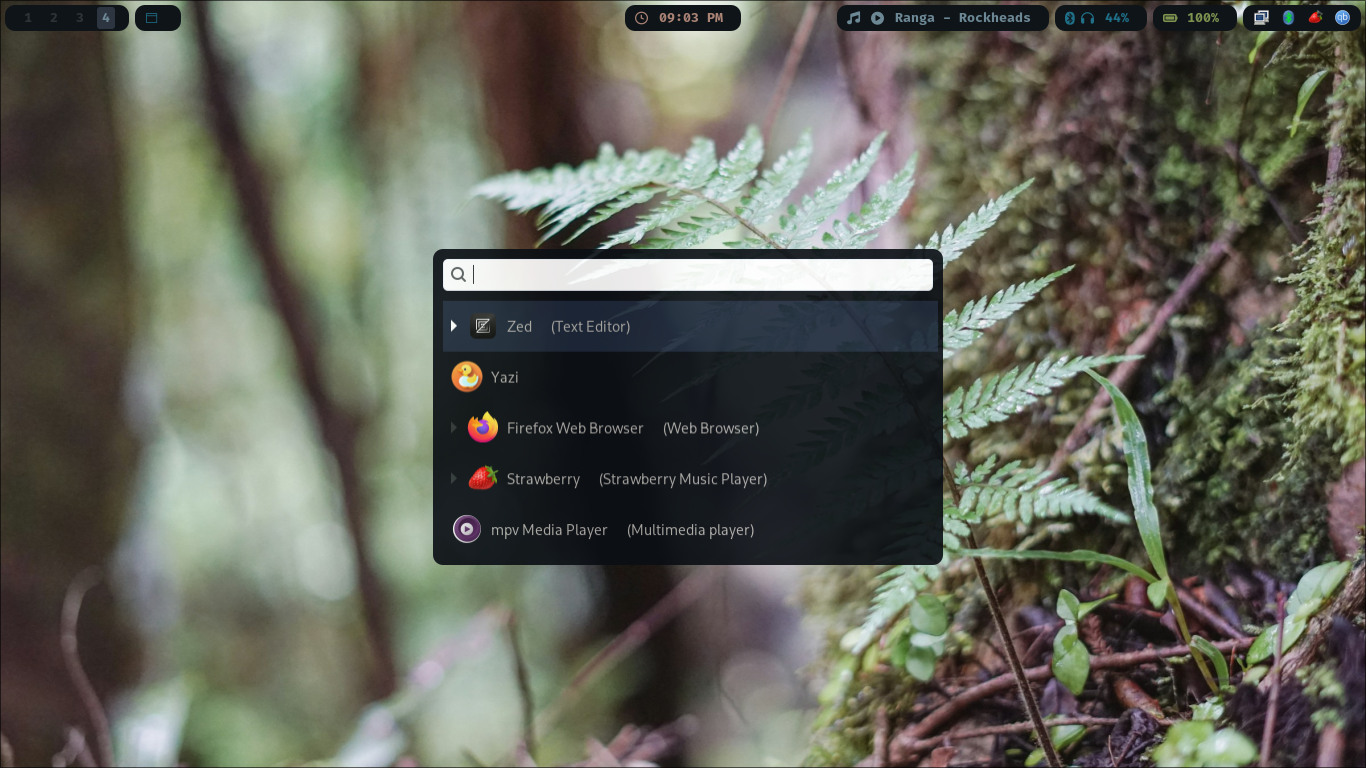 1 2 3 4
09:03 PM
Ranga - Rockheads
44%
100%
qb
Zed (Text Editor)
Yazi
Firefox Web Browser (Web Browser)
Strawberry (Strawberry Music Player)
mpv Media Player (Multimedia player)